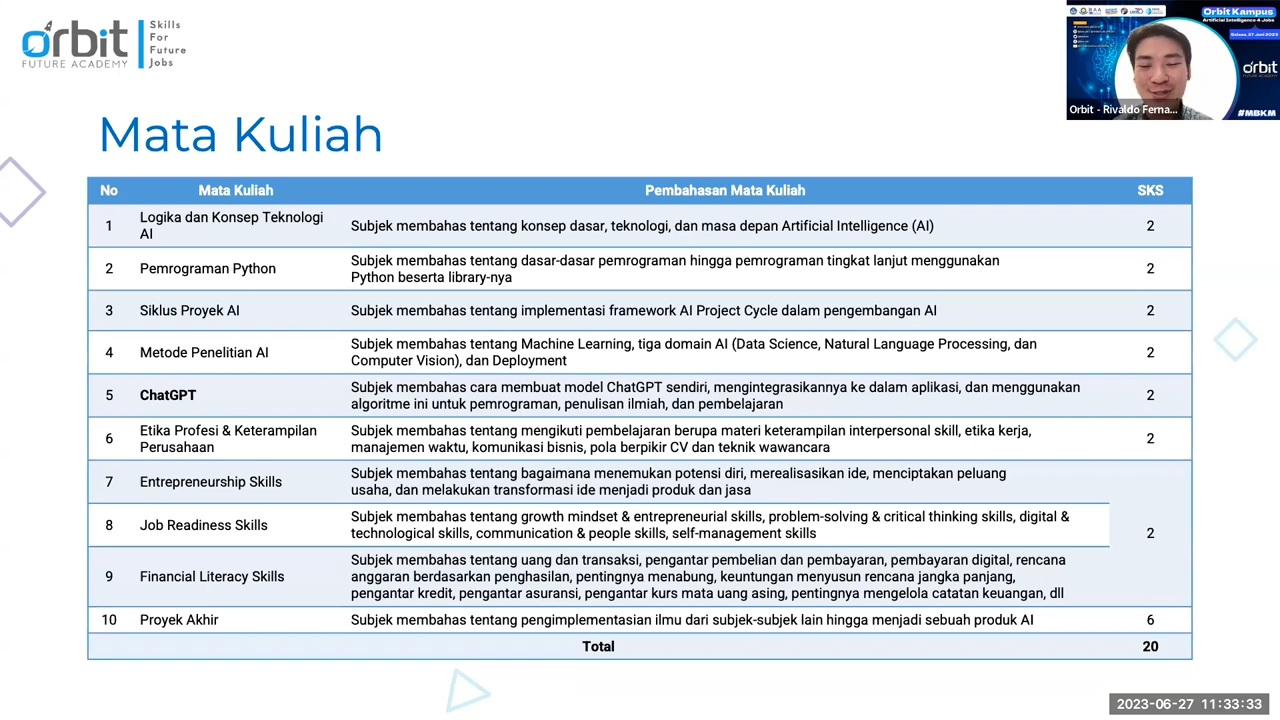 orbit
FUTURE ACADEMY
Skills
For
Future
Jobs
Orbit Kampus
Artificial Intelligence 4 Jobs
Selasa, 27 Juni 2023
orbit
#MBKM
Orbit - Rivaldo Ferna...
Mata Kuliah
No Mata Kuliah Pembahasan Mata Kuliah SKS
1 Logika dan Konsep Teknologi AI Subjek membahas tentang konsep dasar, teknologi, dan masa depan Artificial Intelligence (AI) 2
2 Pemrograman Python Subjek membahas tentang dasar-dasar pemrograman hingga pemrograman tingkat lanjut menggunakan
Python beserta library-nya 2
3 Siklus Proyek AI Subjek membahas tentang implementasi framework AI Project Cycle dalam pengembangan AI 2
4 Metode Penelitian AI Subjek membahas tentang Machine Learning, tiga domain AI (Data Science, Natural Language Processing, dan
Computer Vision), dan Deployment 2
5 ChatGPT Subjek membahas cara membuat model ChatGPT sendiri, mengintegrasikannya ke dalam aplikasi, dan menggunakan
algoritme ini untuk pemrograman, penulisan ilmiah, dan pembelajaran 2
6 Etika Profesi & Keterampilan Perusahaan Subjek membahas tentang mengikuti pembelajaran berupa materi keterampilan interpersonal skill, etika kerja,
manajemen waktu, komunikasi bisnis, pola berpikir CV dan teknik wawancara 2
7 Entrepreneurship Skills Subjek membahas tentang bagaimana menemukan potensi diri, merealisasikan ide, menciptakan peluang
usaha, dan melakukan transformasi ide menjadi produk dan jasa
8 Job Readiness Skills Subjek membahas tentang growth mindset & entrepreneurial skills, problem-solving & critical thinking skills, digital &
technological skills, communication & people skills, self-management skills 2
9 Financial Literacy Skills Subjek membahas tentang uang dan transaksi, pengantar pembelian dan pembayaran, pembayaran digital, rencana
anggaran berdasarkan penghasilan, pentingnya menabung, keuntungan menyusun rencana jangka panjang,
pengantar kredit, pengantar asuransi, pengantar kurs mata uang asing, pentingnya mengelola catatan keuangan, dll
10 Proyek Akhir Subjek membahas tentang pengimplementasian ilmu dari subjek-subjek lain hingga menjadi sebuah produk AI 6
Total 20
2023-06-27 11:33:33